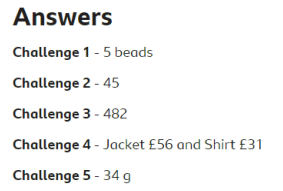 Answers
Challenge 1 - 5 beads
Challenge 2 - 45
Challenge 3 - 482
Challenge 4 - Jacket £56 and Shirt £31
Challenge 5 - 34 g